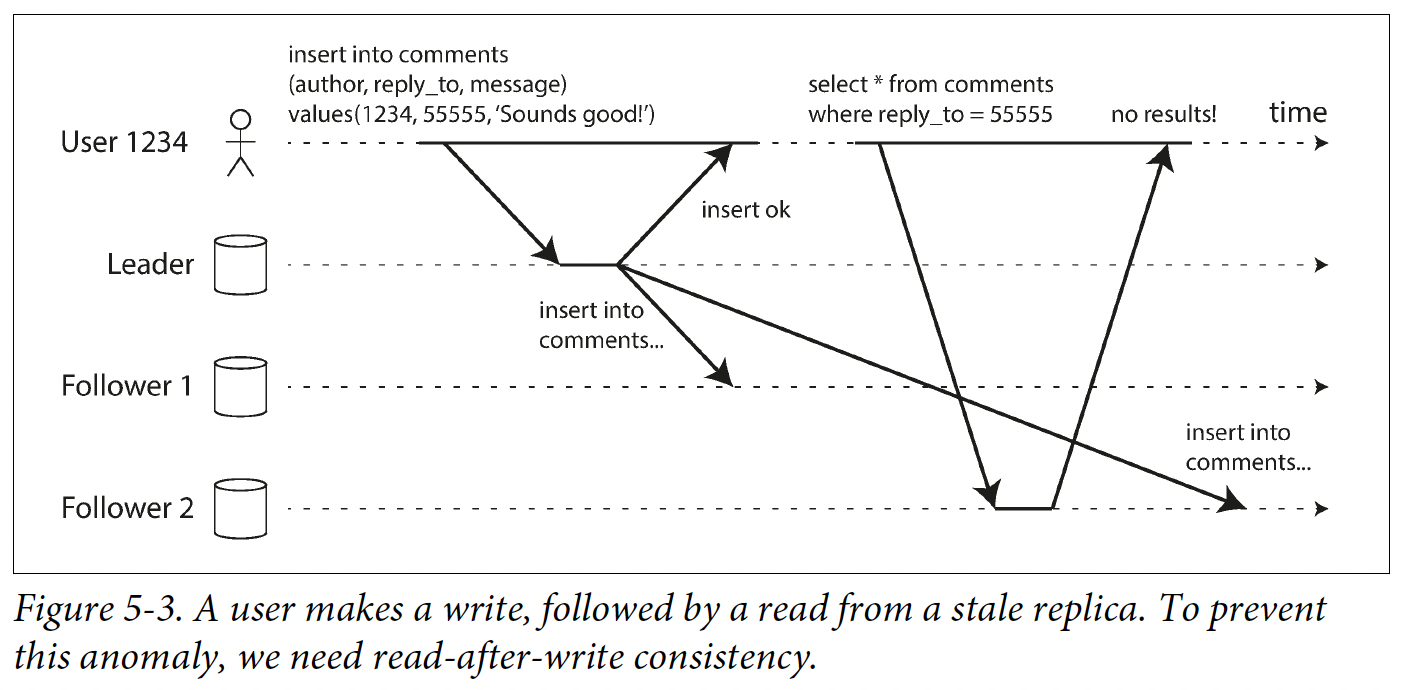 insert into comments
(author, reply_to, message)
values(1234, 55555, ‘Sounds good!’)
select * from comments
where reply_to = 55555
no results!
time
User 1234
insert ok
Leader
insert into
comments...
Follower 1
insert into
comments...
Follower 2
Figure 5-3. A user makes a write, followed by a read from a stale replica. To prevent
this anomaly, we need read-after-write consistency.